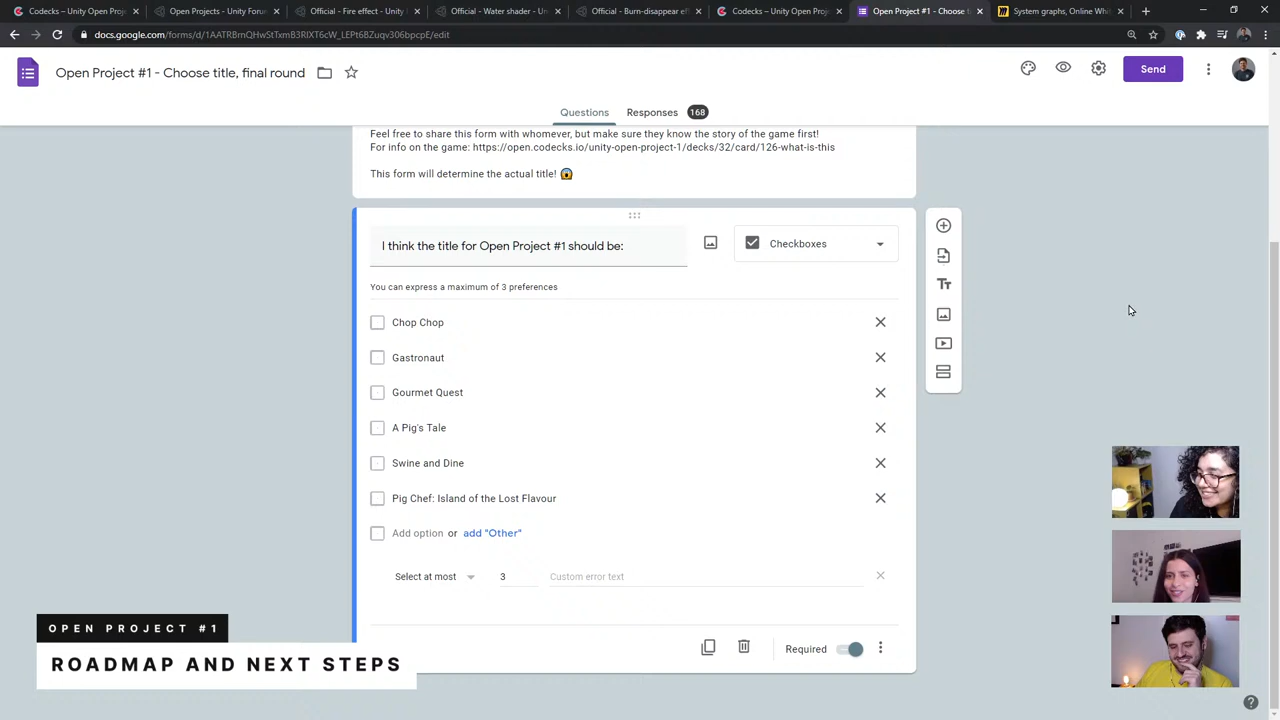 Codecks – Unity Open Proj
Open Projects - Unity Foru
Official - Fire effect - Unity
Official - Water shader - Un
Official - Burn-disappear ef
Codecks – Unity Open Proj
Open Project #1 - Choose t
System graphs, Online Whit
docs.google.com/forms/d/1AATRBrnQHwStTxmB3RIXT6cW_LEPt6BZuqv306bpcpE/edit
Open Project #1 - Choose title, final round
Send
Questions
Responses 168
Feel free to share this form with whomever, but make sure they know the story of the game first!
For info on the game: https://open.codecks.io/unity-open-project-1/decks/32/card/126-what-is-this
This form will determine the actual title! 😱
I think the title for Open Project #1 should be:
Checkboxes
You can express a maximum of 3 preferences
Chop Chop
Gastronaut
Gourmet Quest
A Pig's Tale
Swine and Dine
Pig Chef: Island of the Lost Flavour
Add option or add "Other"
Select at most 3 Custom error text
Required
OPEN PROJECT #1
ROADMAP AND NEXT STEPS